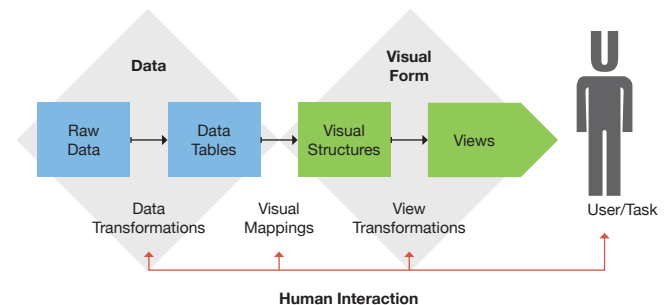 Data
Visual
Form
Raw
Data
Data
Tables
Visual
Structures
Views
Data
Transformations
Visual
Mappings
View
Transformations
User/Task
Human Interaction